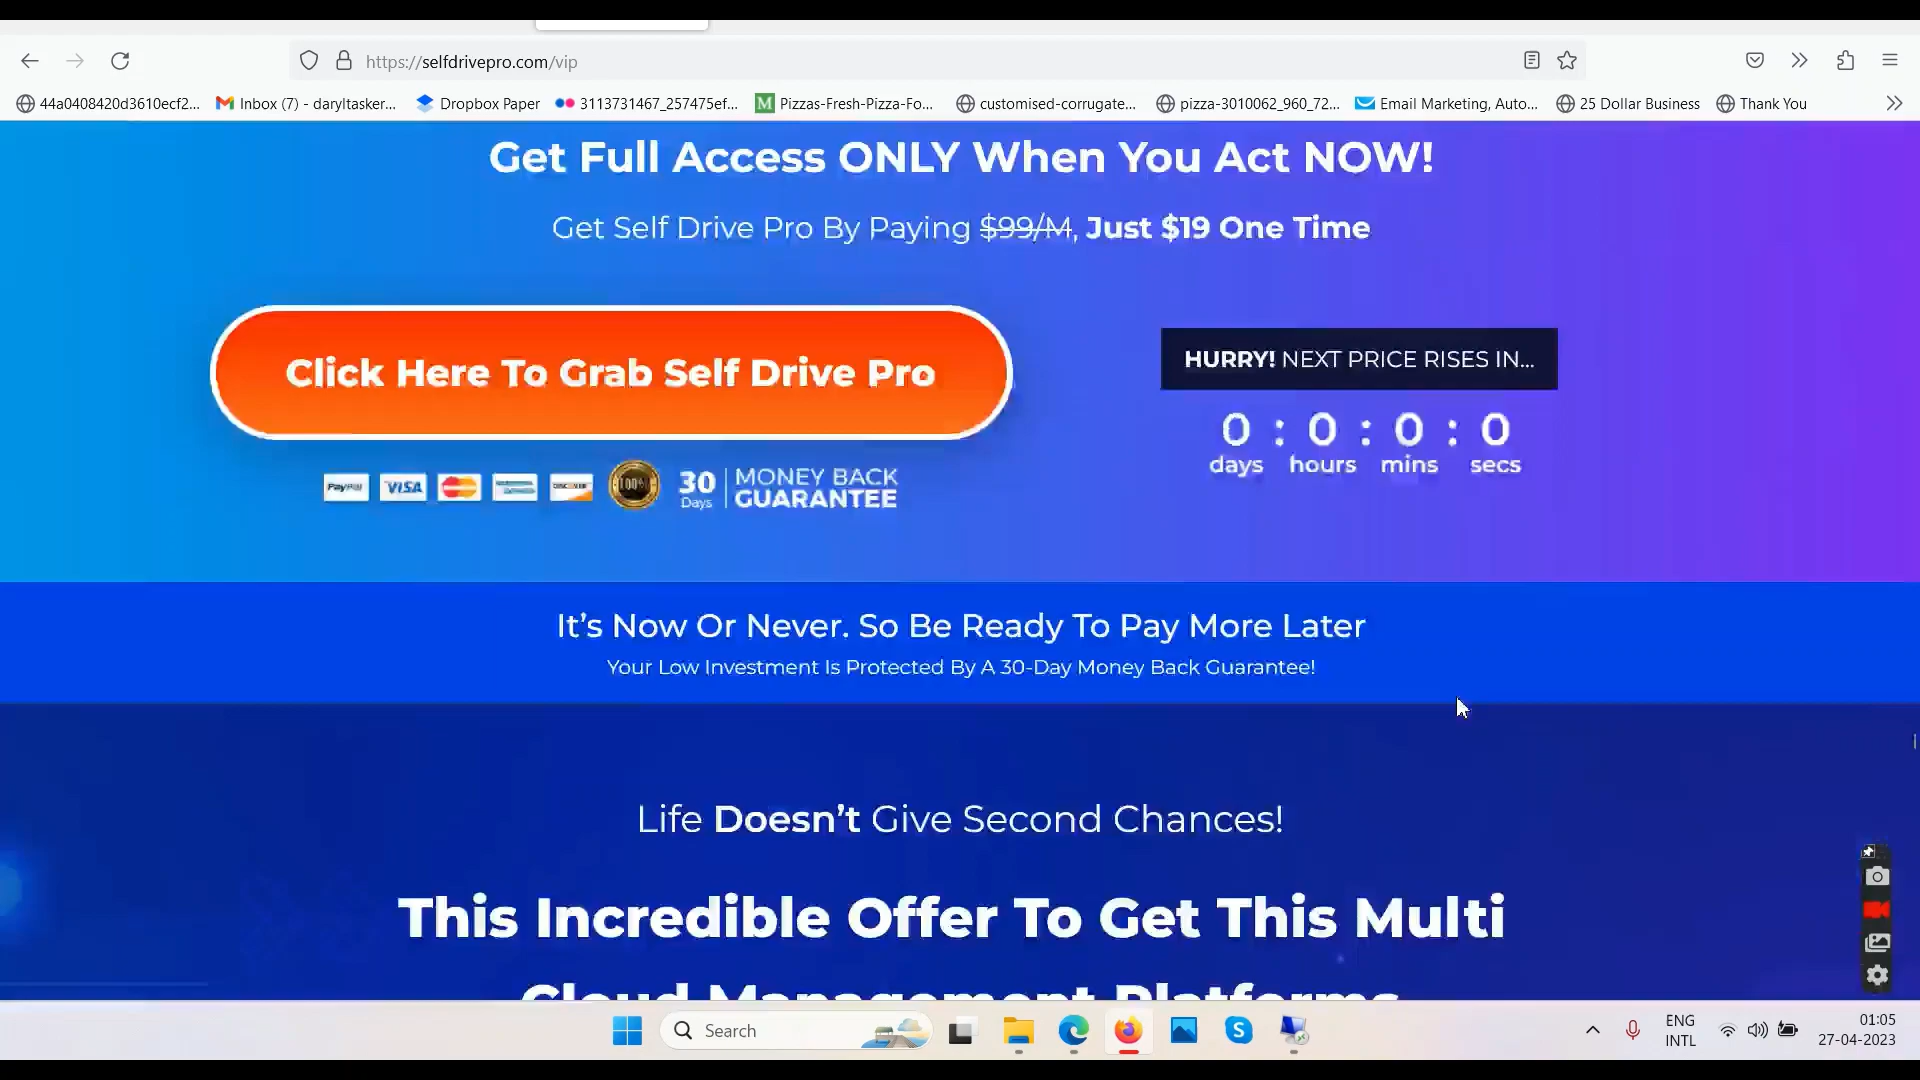 https://selfdrivepro.com/vip
44a0408420d3610ecf2...
Inbox (7) - daryltasker...
Dropbox Paper
3113731467_257475ef...
M
Pizzas-Fresh-Pizza-Fo...
customised-corrugate...
pizza-3010062_960_72...
Email Marketing, Auto...
25 Dollar Business
Thank You
Get Full Access ONLY When You Act NOW!
Get Self Drive Pro By Paying $99/M, Just $19 One Time
Click Here To Grab Self Drive Pro
HURRY! NEXT PRICE RISES IN...
0 : 0 : 0 : 0
days hours mins secs
PayPal VISA
100%
30 Days
MONEY BACK
GUARANTEE
It’s Now Or Never. So Be Ready To Pay More Later
Your Low Investment Is Protected By A 30-Day Money Back Guarantee!
Life Doesn’t Give Second Chances!
This Incredible Offer To Get This Multi
Cloud Management Platforms
Search
S
ENG
INTL
01:05
27-04-2023